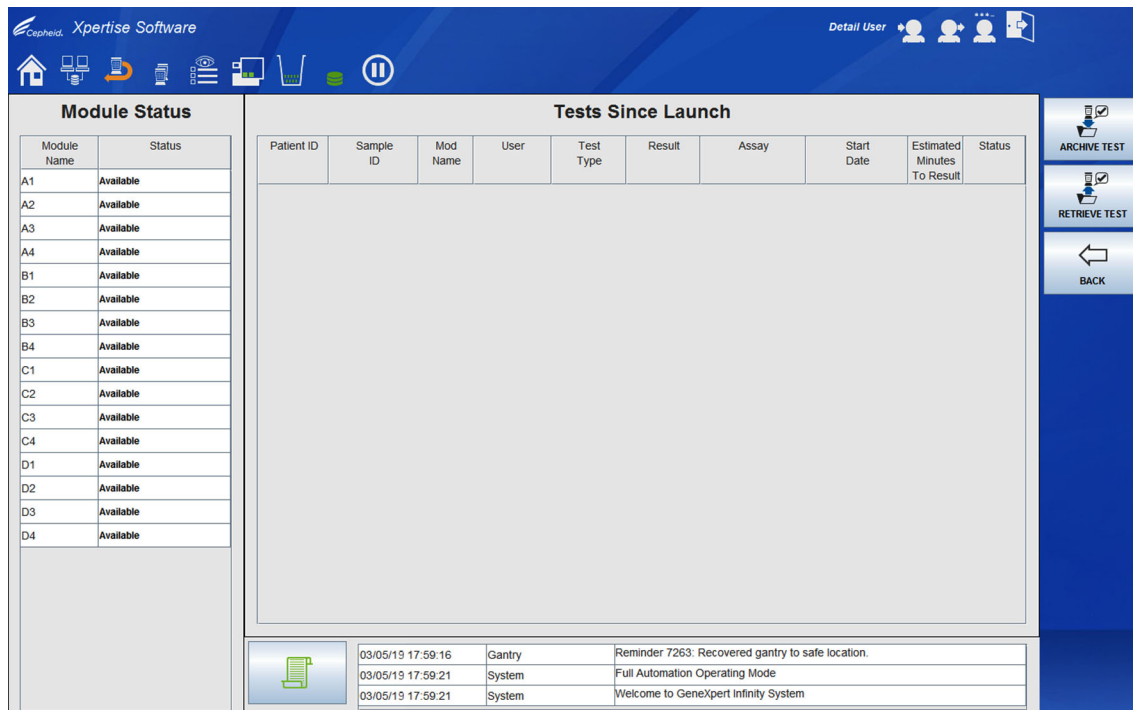 Cepheid. Xpertise Software
Detail User
Module Status
Module Name
Status
A1 Available
A2 Available
A3 Available
A4 Available
B1 Available
B2 Available
B3 Available
B4 Available
C1 Available
C2 Available
C3 Available
C4 Available
D1 Available
D2 Available
D3 Available
D4 Available
Tests Since Launch
Patient ID
Sample ID
Mod Name
User
Test Type
Result
Assay
Start Date
Estimated Minutes To Result
Status
03/05/19 17:59:16 Gantry Reminder 7263: Recovered gantry to safe location.
03/05/19 17:59:21 System Full Automation Operating Mode
03/05/19 17:59:21 System Welcome to GeneXpert Infinity System
ARCHIVE TEST
RETRIEVE TEST
BACK